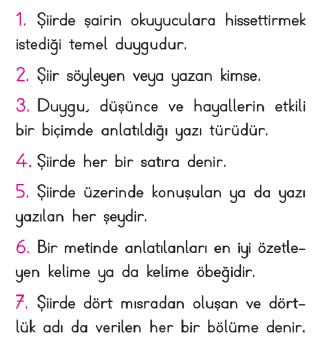 1. Şiirde şairin okuyuculara hissettirmek
istediği temel duygudur.
2. Şiir söyleyen veya yazan kimse.
3. Duygu, düşünce ve hayallerin etkili
bir biçimde anlatıldığı yazı türüdür.
4. Şiirde her bir satıra denir.
5. Şiirde üzerinde konuşulan ya da yazı
yazılan her şeydir.
6. Bir metinde anlatılanları en iyi özetle-
yen kelime ya da kelime öbeğidir.
7. Şiirde dört mısradan oluşan ve dört-
lük adı da verilen her bir bölüme denir.